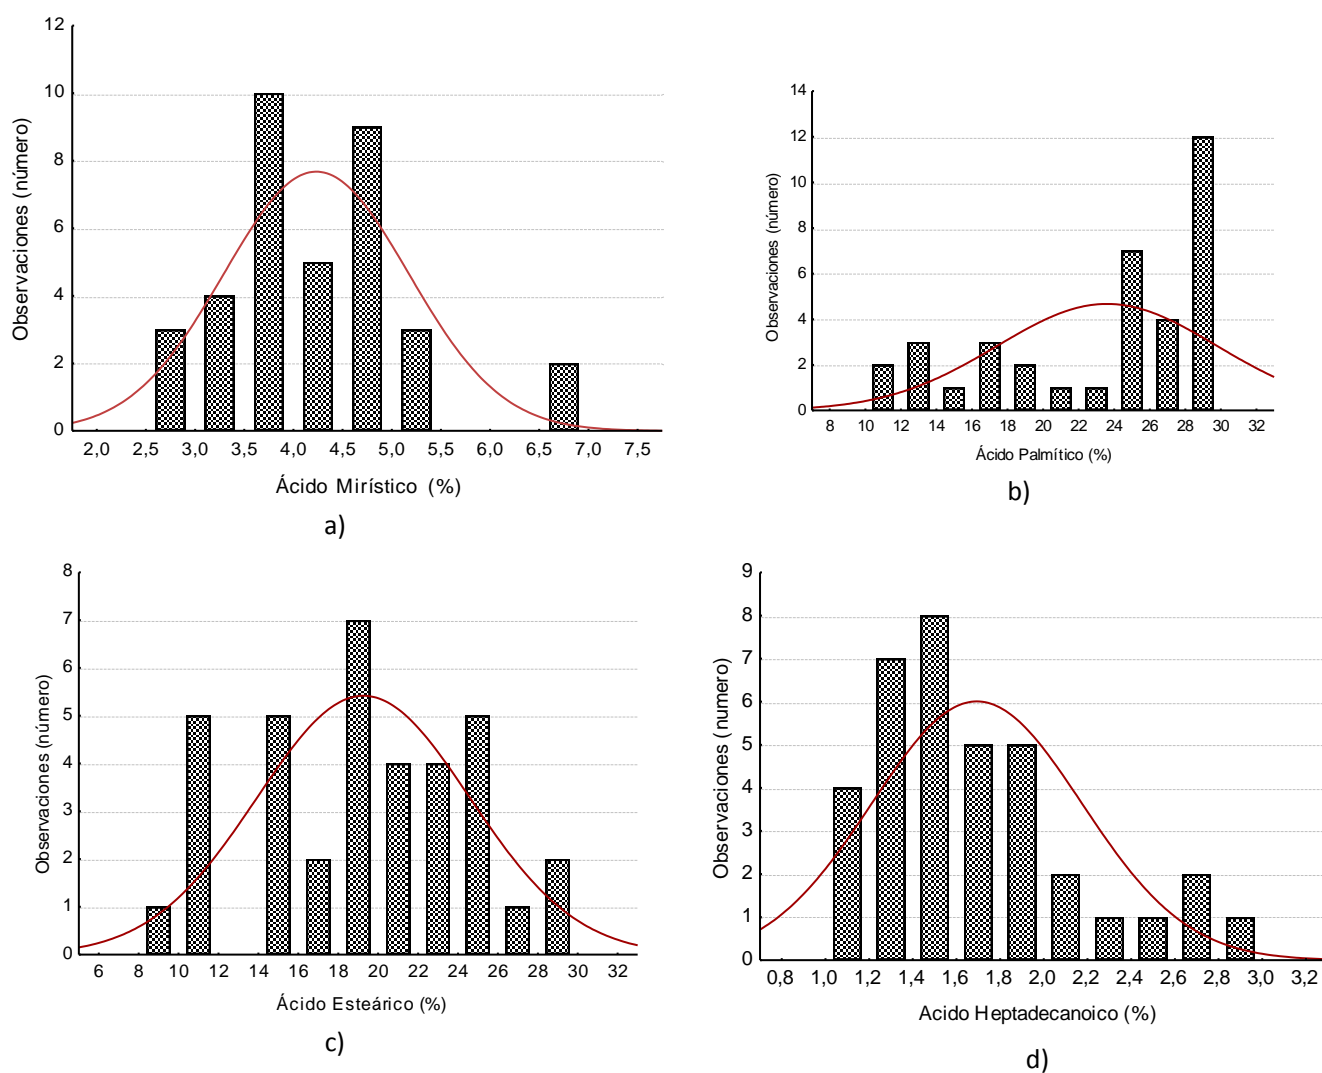 12
10
8
6
4
2
0
Observaciones (número)
2,0 2,5 3,0 3,5 4,0 4,5 5,0 5,5 6,0 6,5 7,0 7,5
Ácido Mirístico (%)
a)
14
12
10
8
6
4
2
0
Observaciones (número)
8 10 12 14 16 18 20 22 24 26 28 30 32
Ácido Palmítico (%)
b)
8
7
6
5
4
3
2
1
0
Observaciones (número)
6 8 10 12 14 16 18 20 22 24 26 28 30 32
Ácido Esteárico (%)
c)
9
8
7
6
5
4
3
2
1
0
Observaciones (numero)
0,8 1,0 1,2 1,4 1,6 1,8 2,0 2,2 2,4 2,6 2,8 3,0 3,2
Acido Heptadecanoico (%)
d)